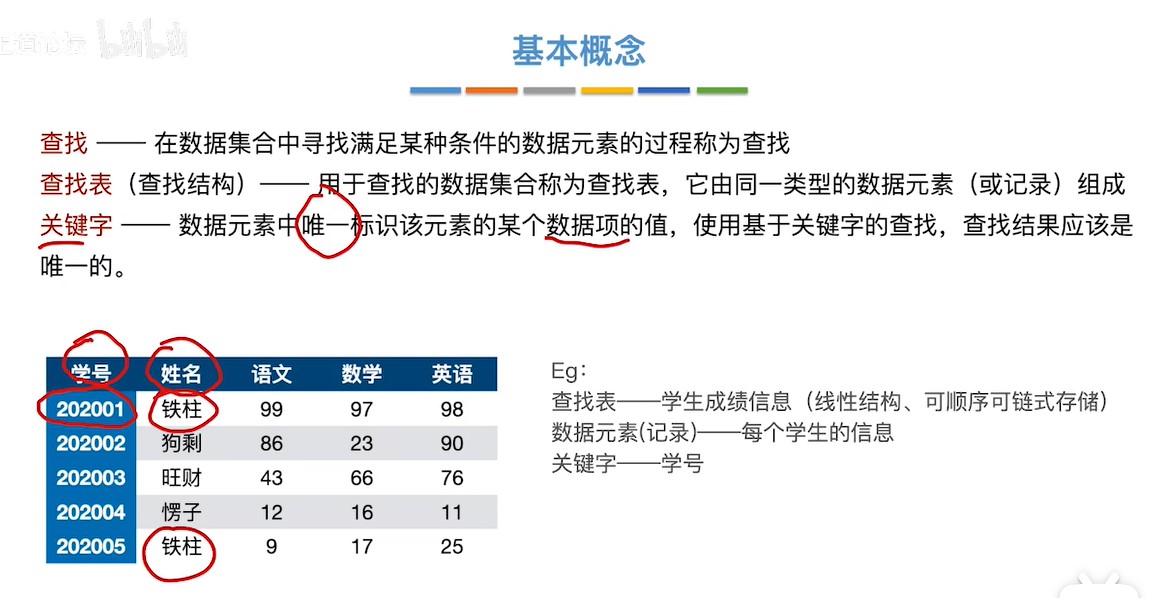 基本概念
查找 —— 在数据集合中寻找满足某种条件的数据元素的过程称为查找
查找表（查找结构）—— 用于查找的数据集合称为查找表，它由同一类型的数据元素（或记录）组成
关键字 —— 数据元素中唯一标识该元素的某个数据项的值，使用基于关键字的查找，查找结果应该是
唯一的。
学号 姓名 语文 数学 英语
202001 铁柱 99 97 98
202002 狗剩 86 23 90
202003 旺财 43 66 76
202004 愣子 12 16 11
202005 铁柱 9 17 25
Eg：
查找表——学生成绩信息（线性结构、可顺序可链式存储）
数据元素(记录)——每个学生的信息
关键字——学号